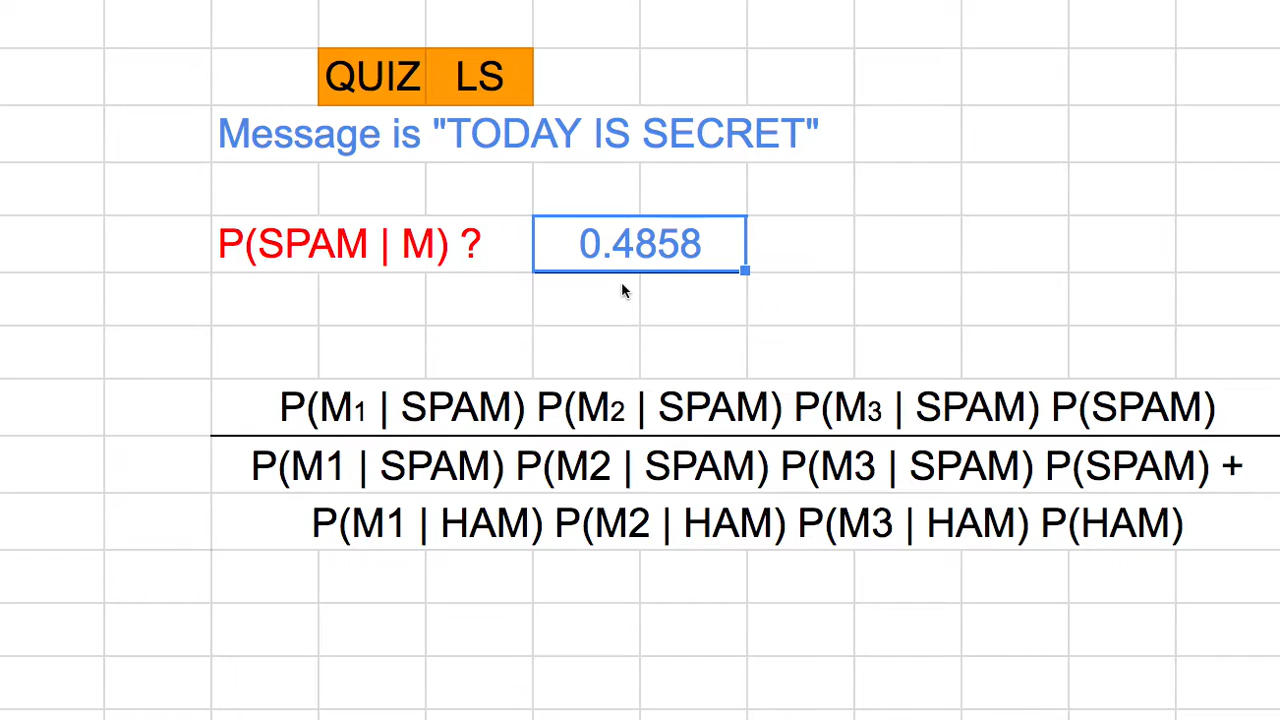 QUIZ LS
Message is "TODAY IS SECRET"
P(SPAM | M) ? 0.4858
P(M₁ | SPAM) P(M₂ | SPAM) P(M₃ | SPAM) P(SPAM)
P(M1 | SPAM) P(M2 | SPAM) P(M3 | SPAM) P(SPAM) +
P(M1 | HAM) P(M2 | HAM) P(M3 | HAM) P(HAM)